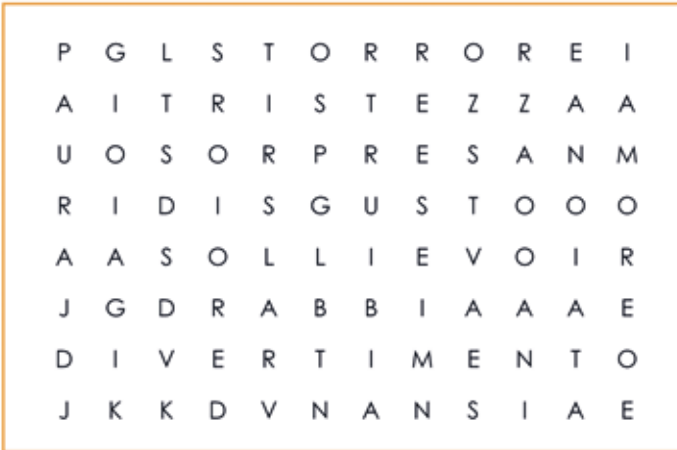 P G L S T O R R O R E I
A I T R I S T E Z Z A A
U O S O R P R E S A N M
R I D I S G U S T O O O
A A S O L L I E V O I R
J G D R A B B I A A A E
D I V E R T I M E N T O
J K K D V N A N S I A E